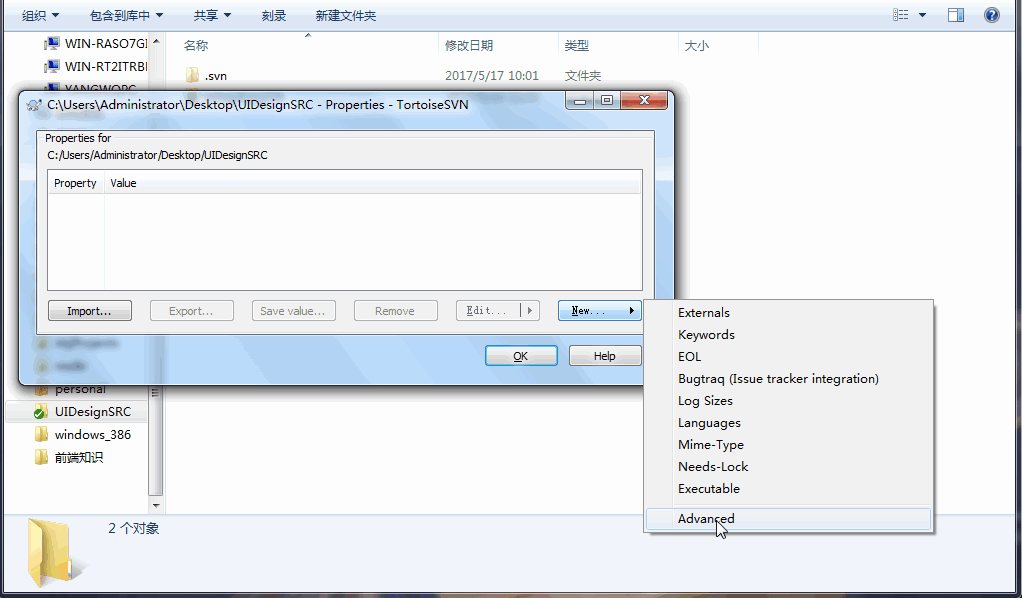 组织 包含到库中 共享 刻录 新建文件夹
名称 修改日期 类型 大小
WIN-RASO7GI
WIN-RT2ITRBI
.svn 2017/5/17 10:01 文件夹
C:\Users\Administrator\Desktop\UIDesignSRC - Properties - TortoiseSVN
Properties for
C:/Users/Administrator/Desktop/UIDesignSRC
Property Value
Import... Export... Save value... Remove Edit... New...
OK Help
Externals
Keywords
EOL
Bugtraq (Issue tracker integration)
Log Sizes
Languages
Mime-Type
Needs-Lock
Executable
Advanced
personal
UIDesignSRC
windows_386
前端知识
2 个对象